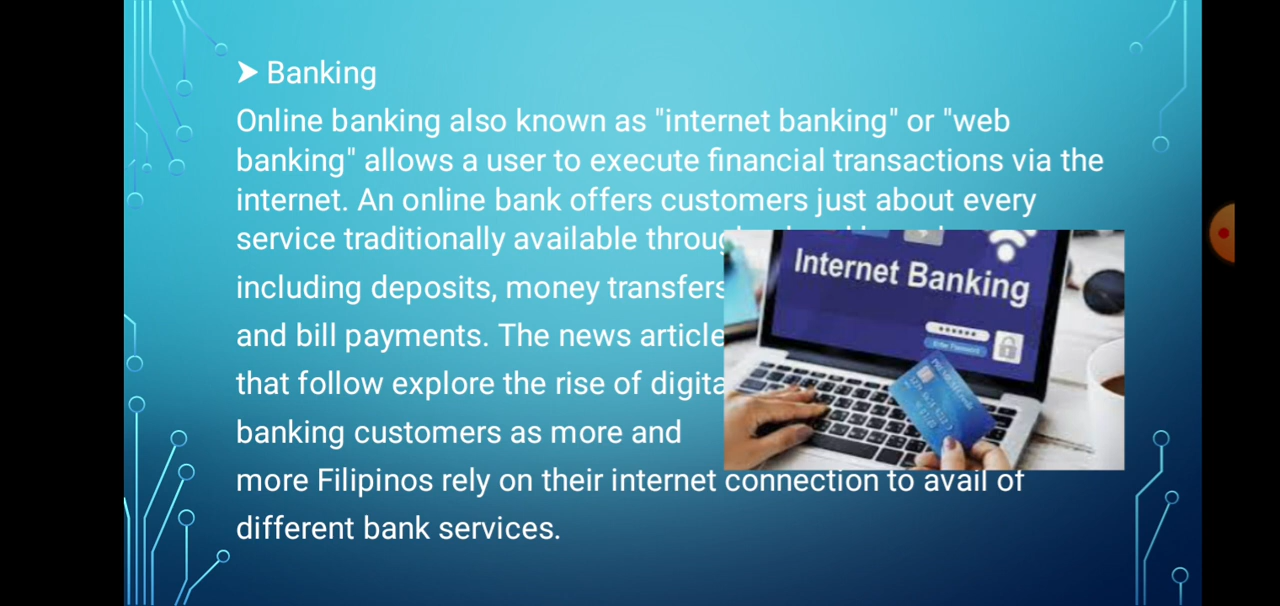 ➤ Banking
Online banking also known as "internet banking" or "web
banking" allows a user to execute financial transactions via the
internet. An online bank offers customers just about every
service traditionally available
including deposits, money transfers
and bill payments. The news article
that follow explore the rise of
banking customers as more and
more Filipinos rely on their internet connection to avail of
different bank services.
Internet Banking
Enter Password